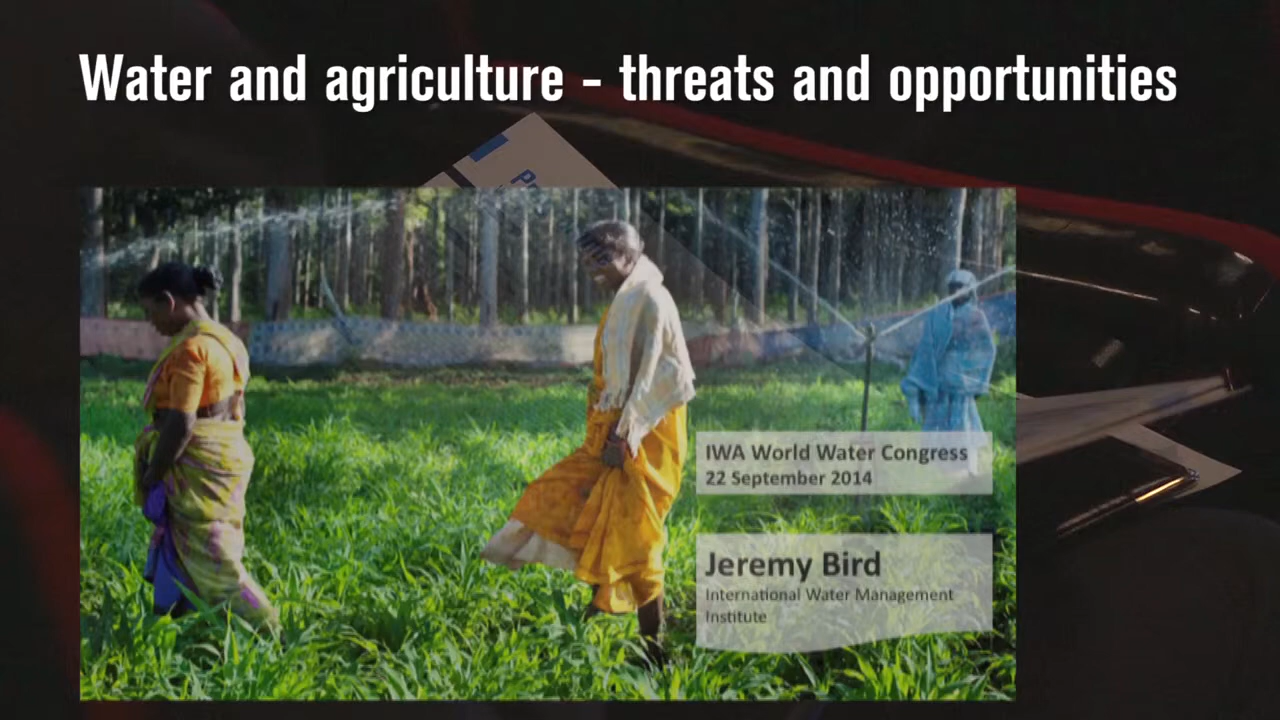 Water and agriculture - threats and opportunities
IWA World Water Congress
22 September 2014
Jeremy Bird
International Water Management
Institute